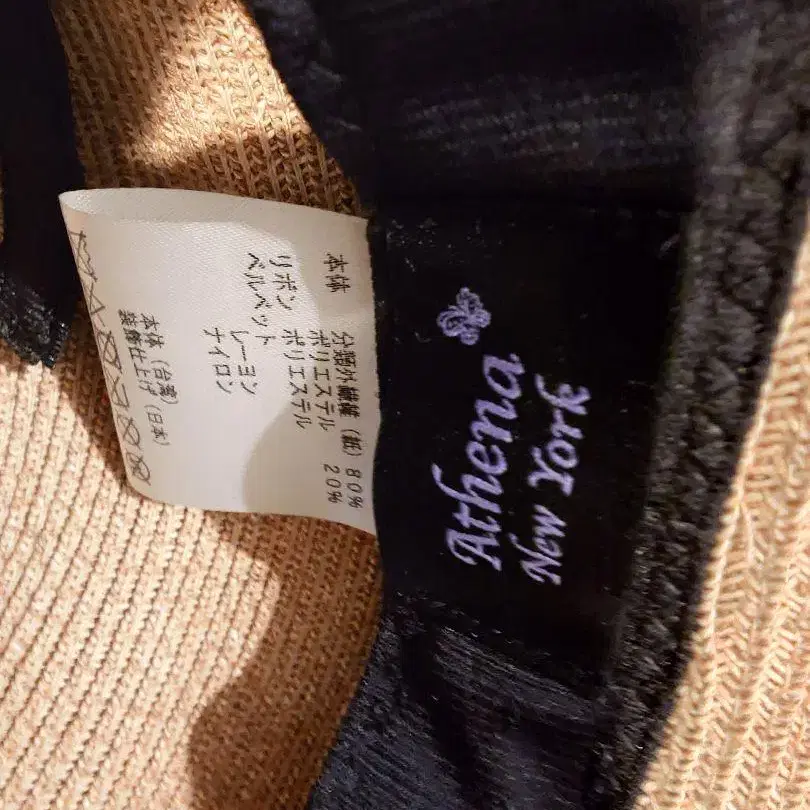 Athena
New York
本体 分類外繊維（紙） 80%
ポリエステル 20%
リボン ポリエステル
ベルベット レーヨン
ナイロン
本体（台湾）
装飾仕上げ（日本）